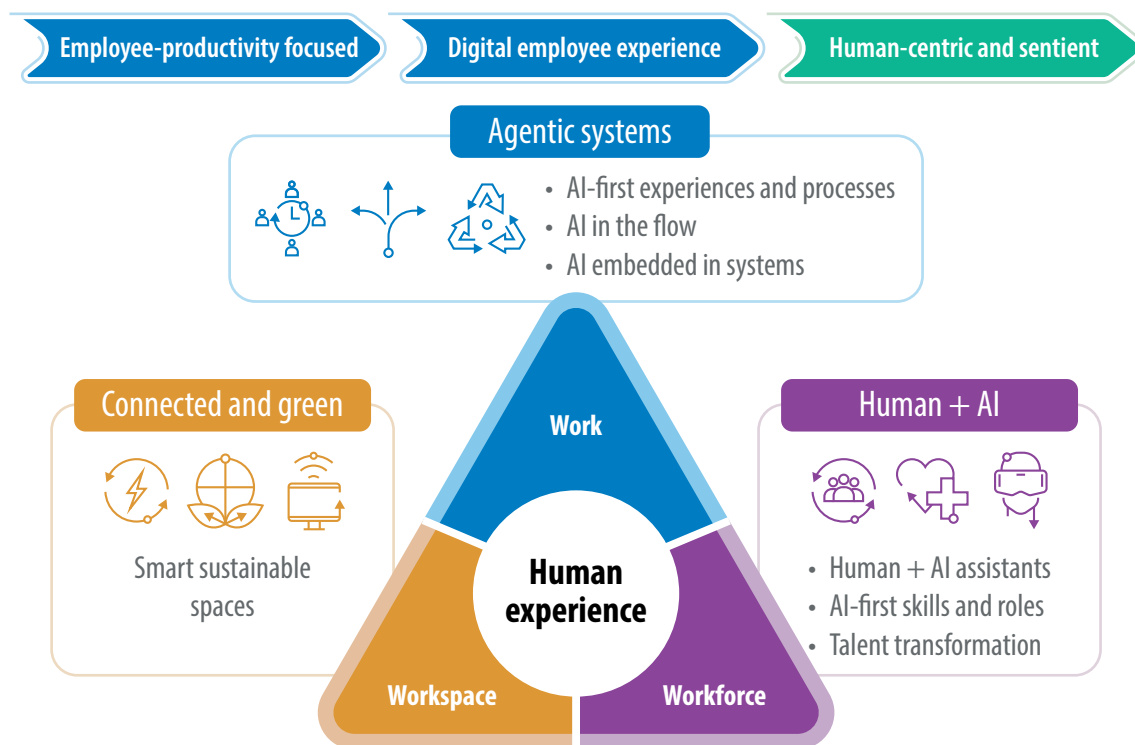 Employee-productivity focused
Digital employee experience
Human-centric and sentient
Agentic systems
• AI-first experiences and processes
• AI in the flow
• AI embedded in systems
Connected and green
Smart sustainable
spaces
Work
Human
experience
Workspace
Workforce
Human + AI
• Human + AI assistants
• AI-first skills and roles
• Talent transformation